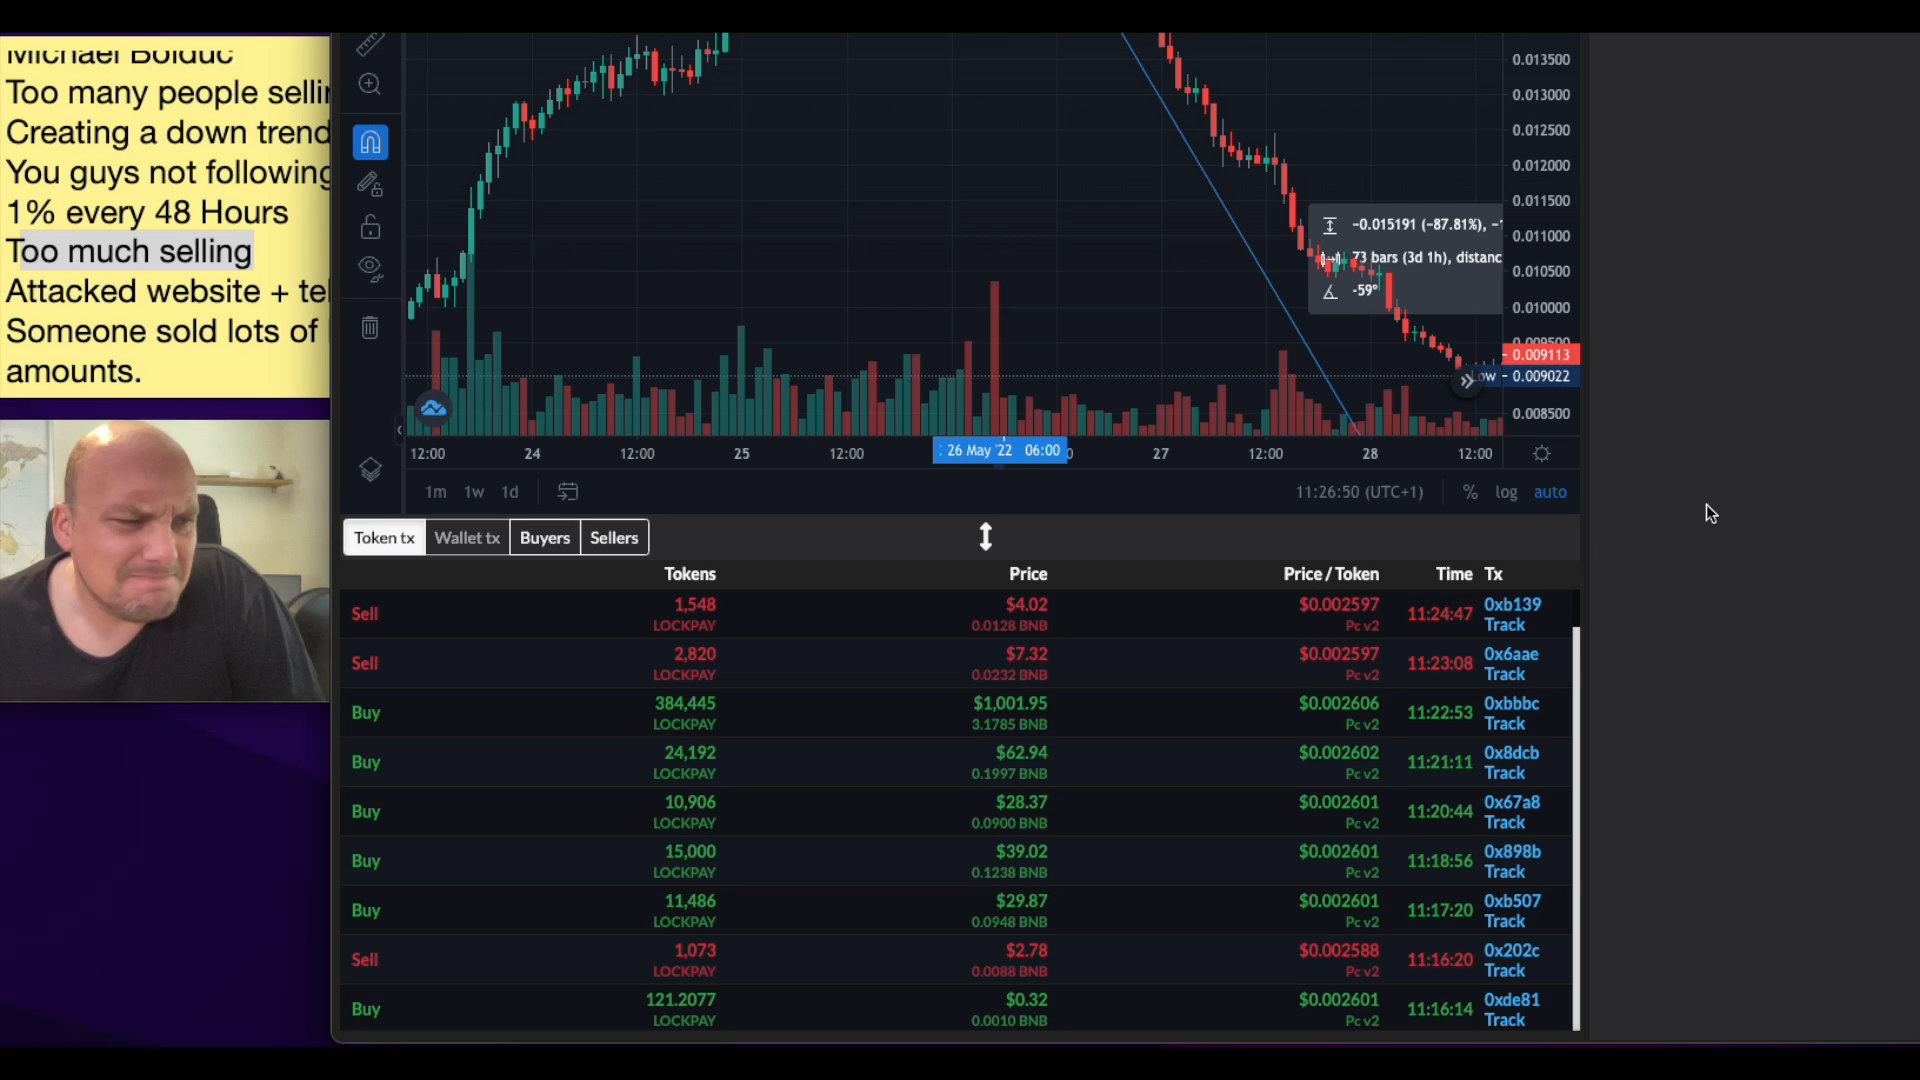 Michael Bolduc
Too many people sellin
Creating a down trend
You guys not following
1% every 48 Hours
Too much selling
Attacked website + tel
Someone sold lots of
amounts.
0.013500
0.013000
0.012500
0.012000
0.011500
0.011000
0.010500
0.010000
0.009500
0.009113
Low 0.009022
0.008500
−0.015191 (−87.81%), −1
73 bars (3d 1h), distanc
-59°
12:00 24 12:00 25 12:00 26 May '22 06:00 27 12:00 28 12:00
1m 1w 1d 11:26:50 (UTC+1) % log auto
Token tx Wallet tx Buyers Sellers
Tokens Price Price / Token Time Tx
Sell 1,548 $4.02 $0.002597 11:24:47 0xb139
LOCKPAY 0.0128 BNB Pc v2 Track
Sell 2,820 $7.32 $0.002597 11:23:08 0x6aae
LOCKPAY 0.0232 BNB Pc v2 Track
Buy 384,445 $1,001.95 $0.002606 11:22:53 0xbbbc
LOCKPAY 3.1785 BNB Pc v2 Track
Buy 24,192 $62.94 $0.002602 11:21:11 0x8dcb
LOCKPAY 0.1997 BNB Pc v2 Track
Buy 10,906 $28.37 $0.002601 11:20:44 0x67a8
LOCKPAY 0.0900 BNB Pc v2 Track
Buy 15,000 $39.02 $0.002601 11:18:56 0x898b
LOCKPAY 0.1238 BNB Pc v2 Track
Buy 11,486 $29.87 $0.002601 11:17:20 0xb507
LOCKPAY 0.0948 BNB Pc v2 Track
Sell 1,073 $2.78 $0.002588 11:16:20 0x202c
LOCKPAY 0.0088 BNB Pc v2 Track
Buy 121.2077 $0.32 $0.002601 11:16:14 0xde81
LOCKPAY 0.0010 BNB Pc v2 Track